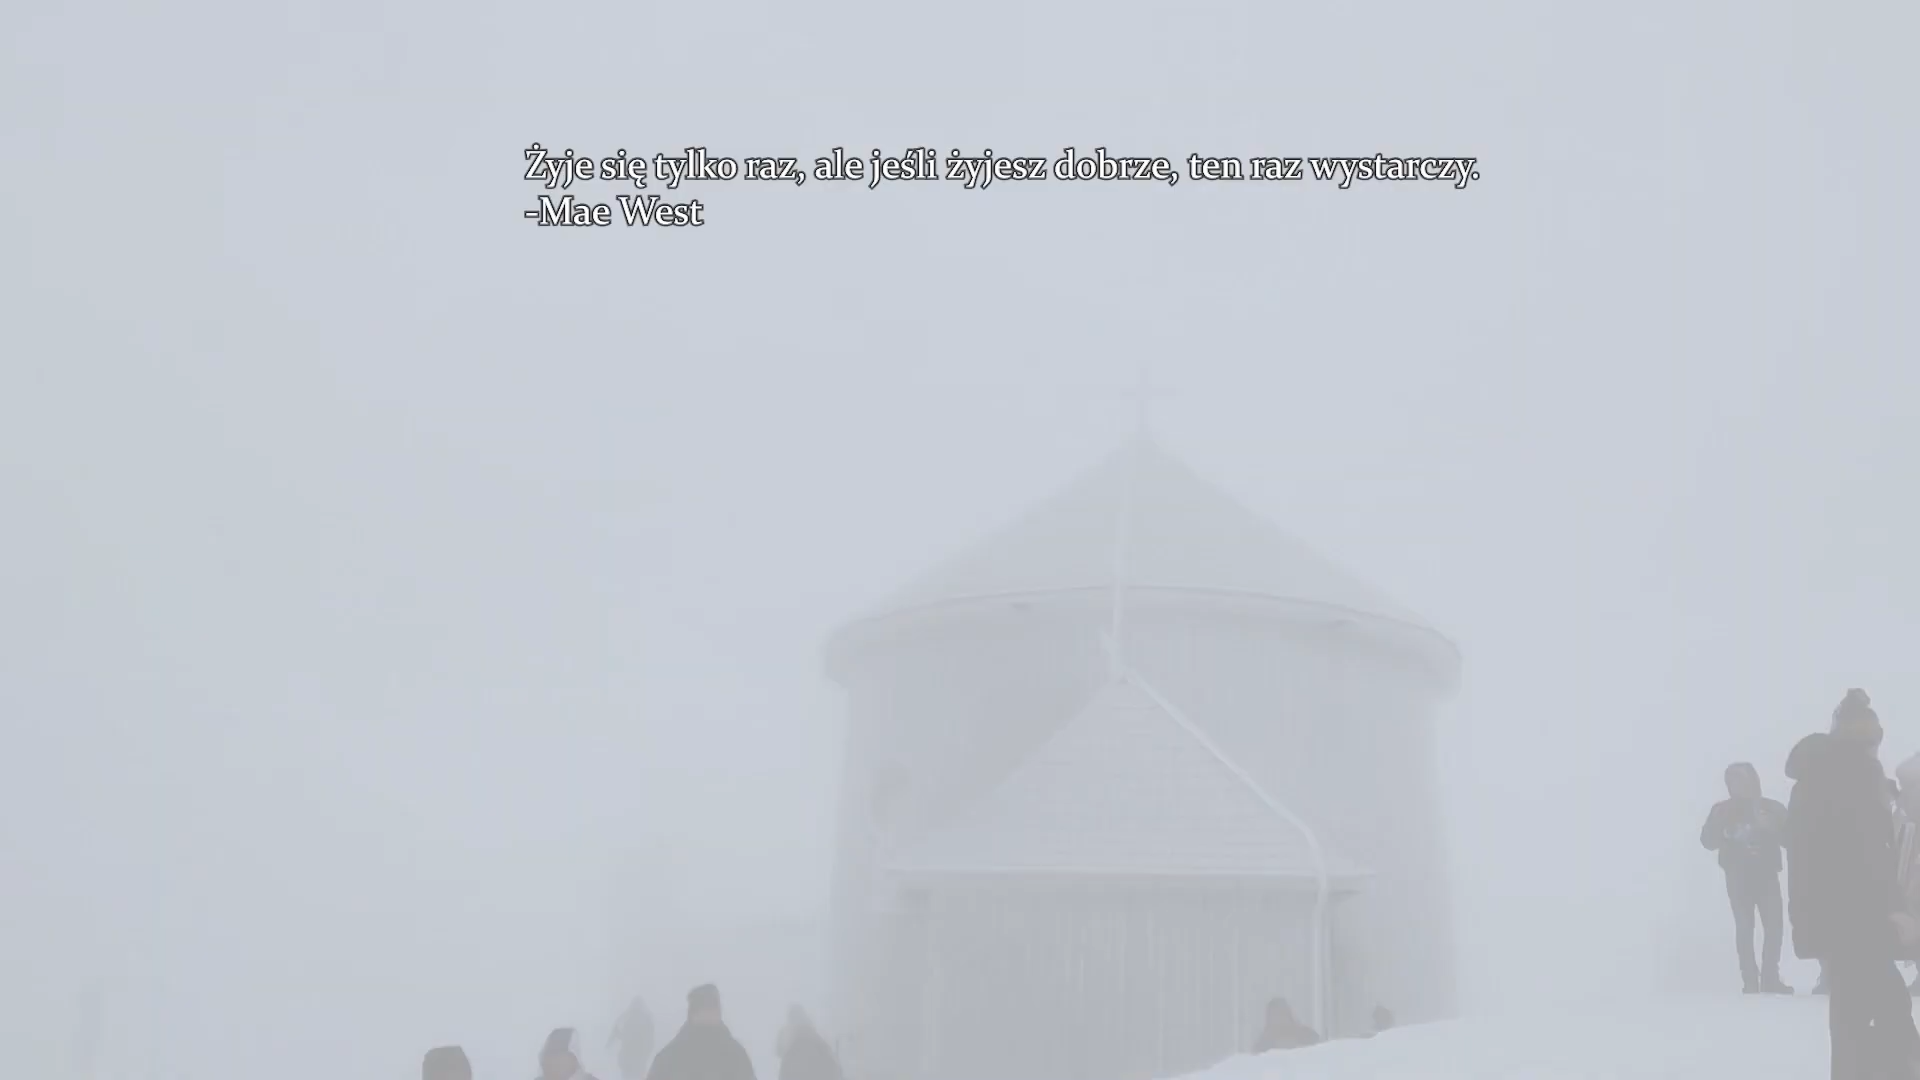 Żyje się tylko raz, ale jeśli żyjesz dobrze, ten raz wystarczy.
-Mae West